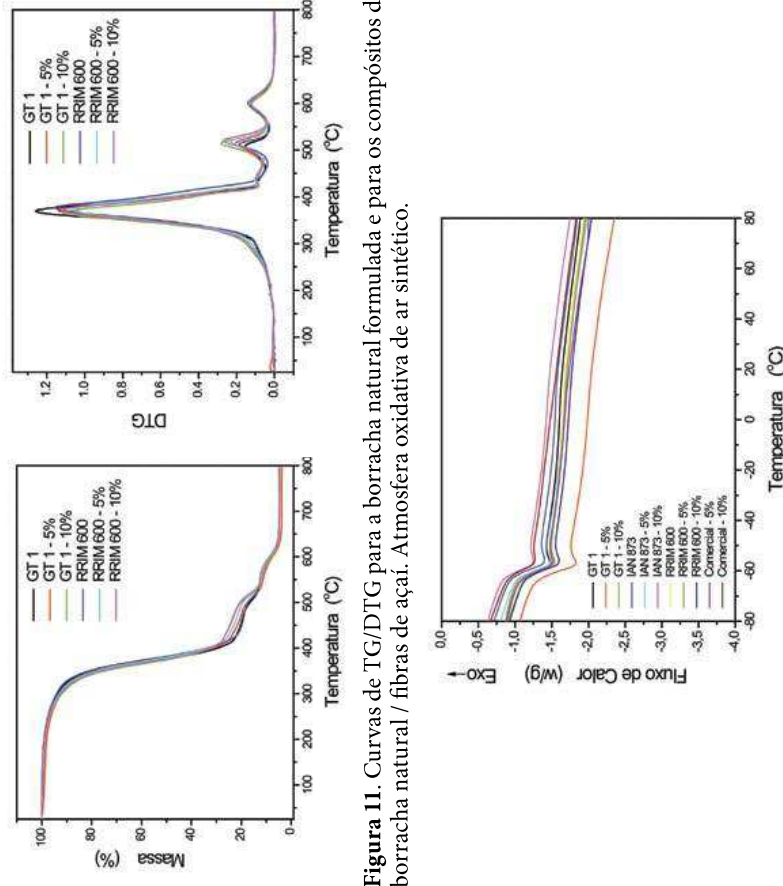 GT 1
GT 1 - 5%
GT 1 - 10%
RRIM 600
RRIM 600 - 5%
RRIM 600 - 10%
Massa (%)
100
80
60
40
20
0
100 200 300 400 500 600 700 800
Temperatura (°C)
GT 1
GT 1 - 5%
GT 1 - 10%
RRIM 600
RRIM 600 - 5%
RRIM 600 - 10%
DTG
1.2
1.0
0.8
0.6
0.4
0.2
0.0
100 200 300 400 500 600 700 800
Temperatura (°C)
Figura 11. Curvas de TG/DTG para a borracha natural formulada e para os compósitos d
borracha natural / fibras de açaí. Atmosfera oxidativa de ar sintético.
Exo
Fluxo de Calor (w/g)
0,0
-0,5
-1,0
-1,5
-2,0
-2,5
-3,0
-3,5
-4,0
GT 1
GT 1 - 5%
GT 1 - 10%
IAN 873
IAN 873 - 5%
IAN 873 - 10%
RRIM 600
RRIM 600 - 5%
RRIM 600 - 10%
Comercial - 5%
Comercial - 10%
-80 -60 -40 -20 0 20 40 60 80
Temperatura (°C)